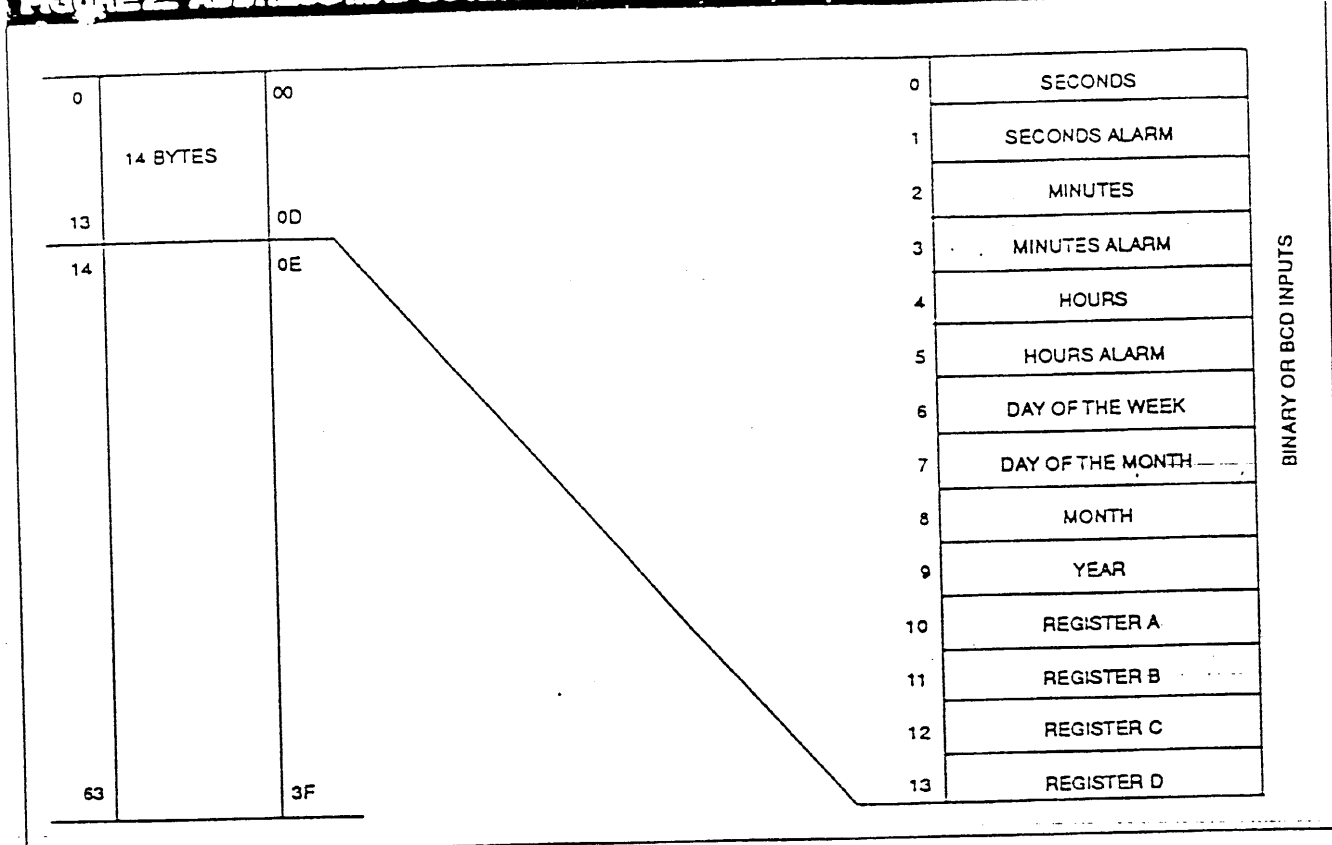 0
00
14 BYTES
13
0D
14
0E
63
3F
0 SECONDS
1 SECONDS ALARM
2 MINUTES
3 MINUTES ALARM
4 HOURS
5 HOURS ALARM
6 DAY OF THE WEEK
7 DAY OF THE MONTH
8 MONTH
9 YEAR
10 REGISTER A
11 REGISTER B
12 REGISTER C
13 REGISTER D
BINARY OR BCD INPUTS